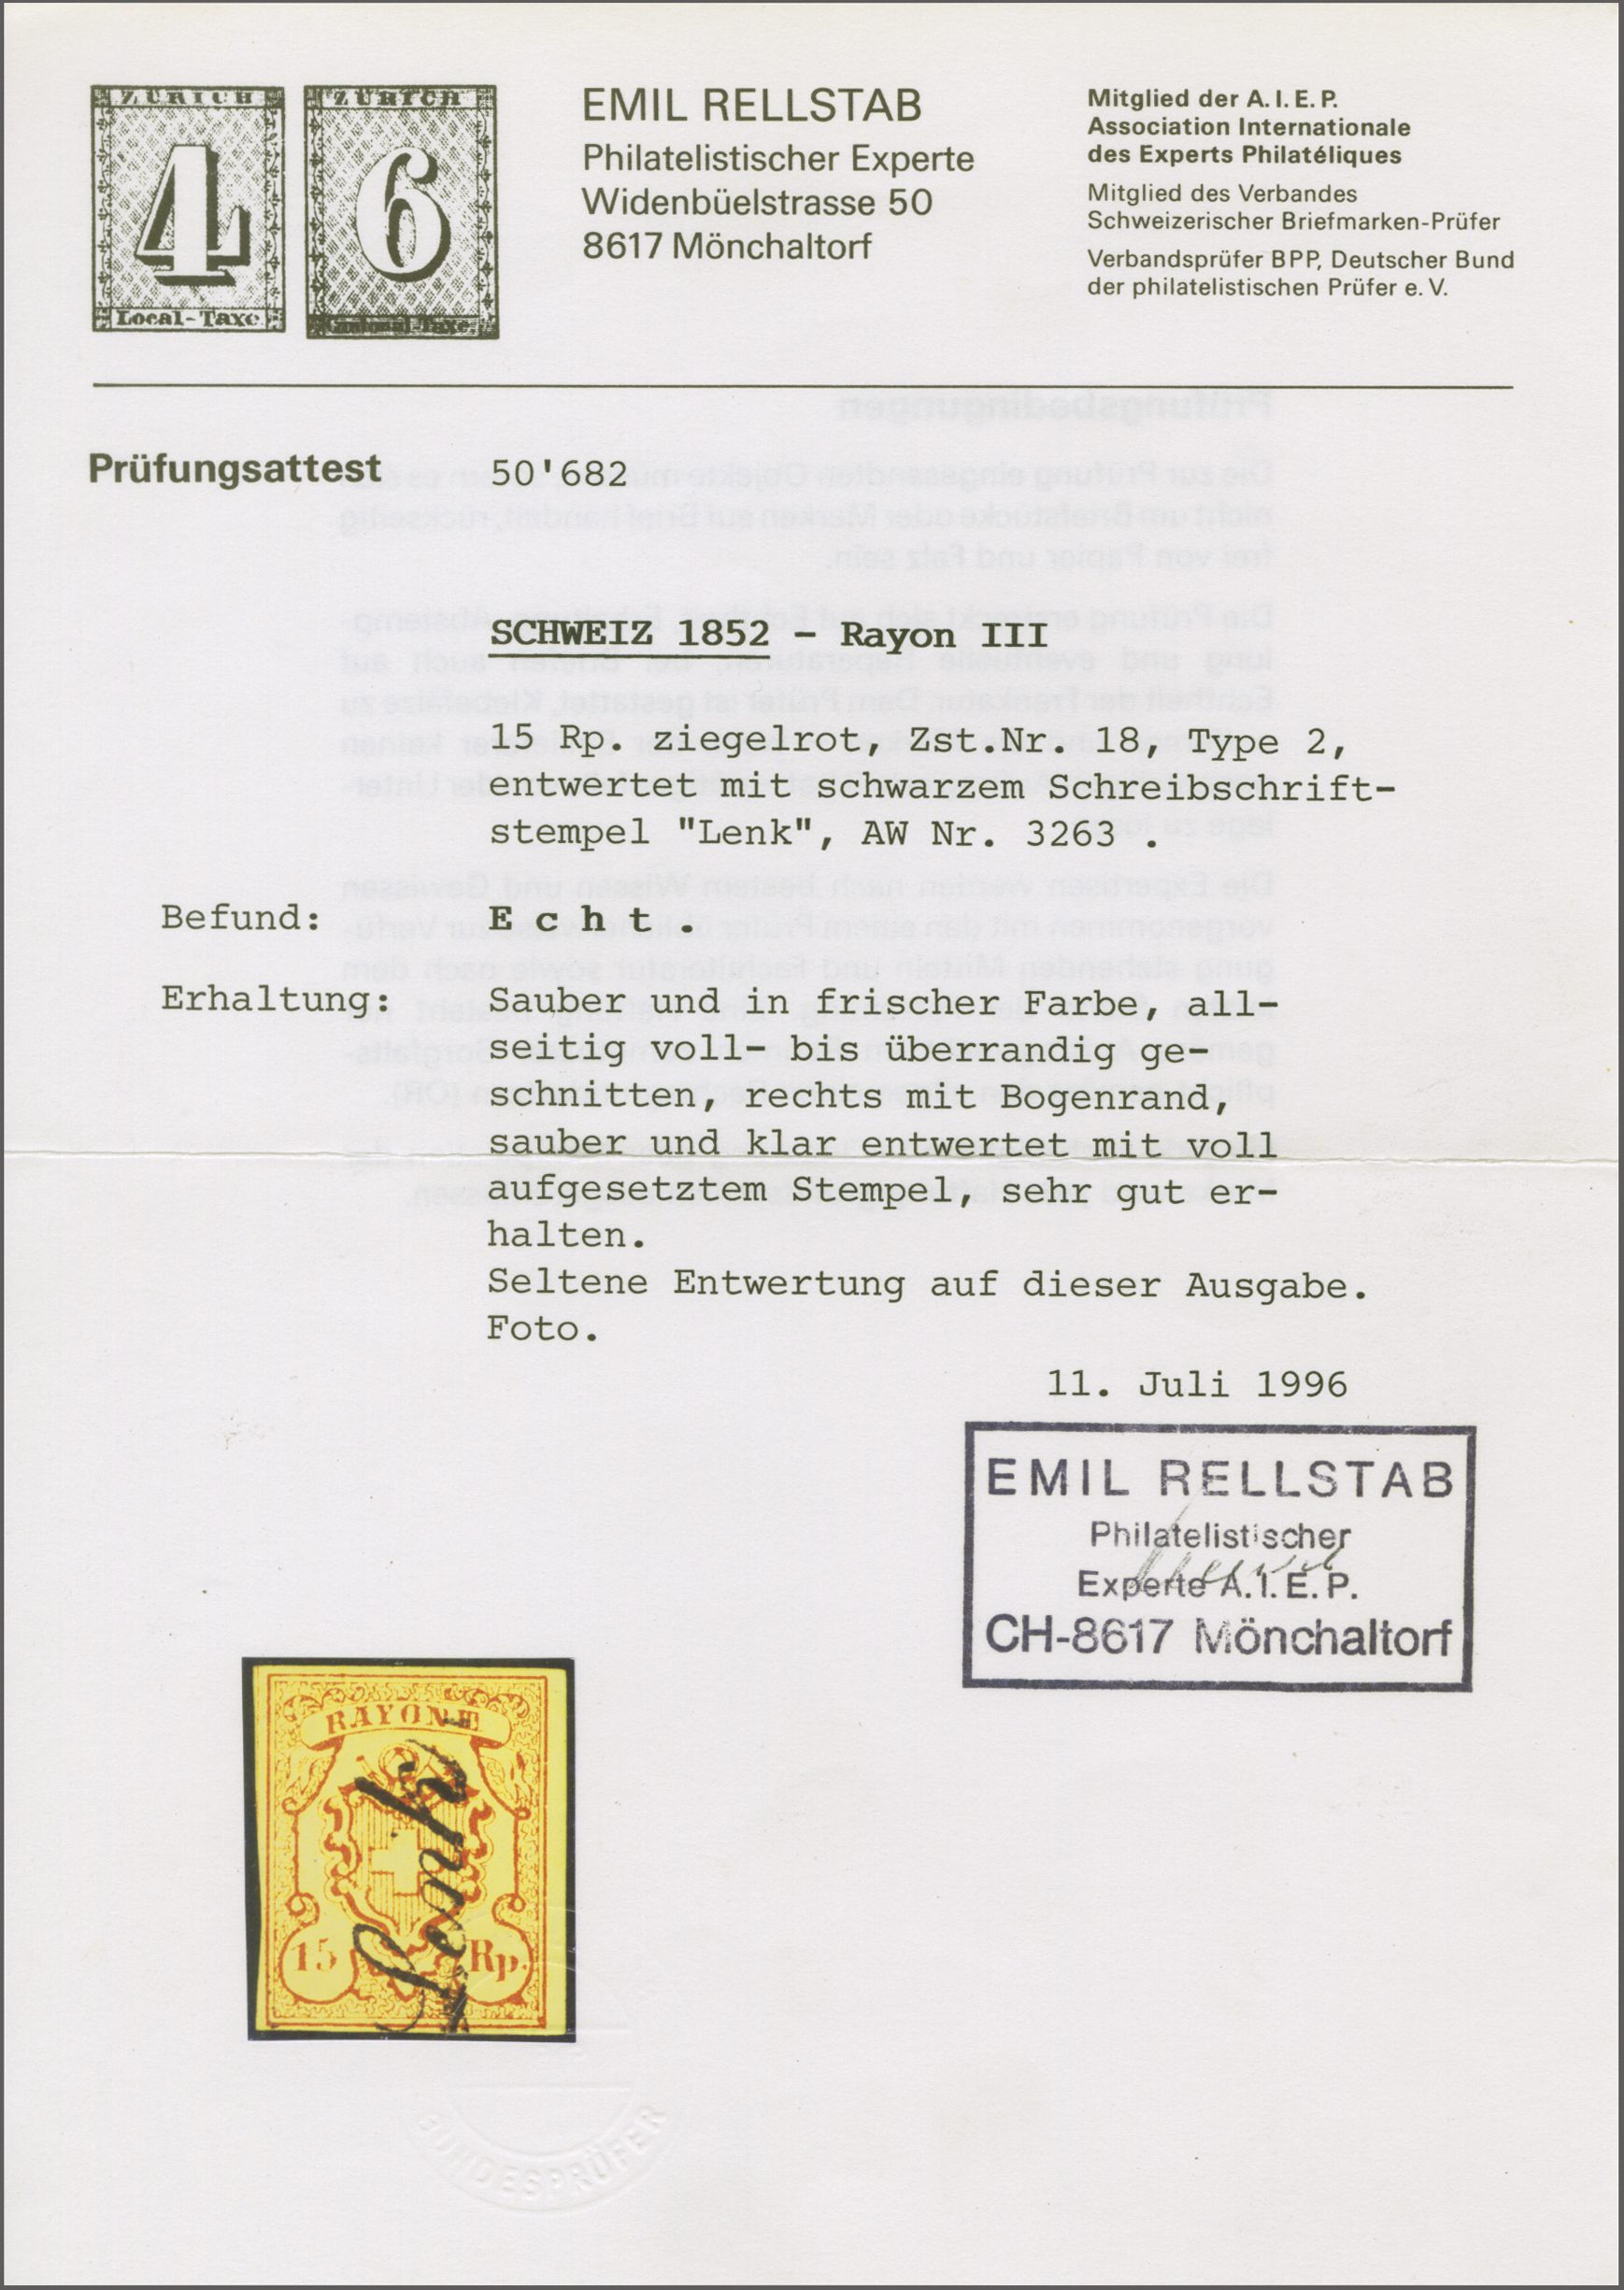 ZÜRICH
4
Local-Taxe.
ZÜRICH
6
Cantonal-Taxe.
EMIL RELLSTAB
Philatelistischer Experte
Widenbüelstrasse 50
8617 Mönchaltorf
Mitglied der A.I.E.P.
Association Internationale
des Experts Philatéliques
Mitglied des Verbandes
Schweizerischer Briefmarken-Prüfer
Verbandsprüfer BPP, Deutscher Bund
der philatelistischen Prüfer e.V.
Prüfungsattest 50'682
SCHWEIZ 1852 - Rayon III
15 Rp. ziegelrot, Zst.Nr. 18, Type 2,
entwertet mit schwarzem Schreibschrift-
stempel "Lenk", AW Nr. 3263 .
Befund: E c h t .
Erhaltung: Sauber und in frischer Farbe, all-
seitig voll- bis überrandig ge-
schnitten, rechts mit Bogenrand,
sauber und klar entwertet mit voll
aufgesetztem Stempel, sehr gut er-
halten.
Seltene Entwertung auf dieser Ausgabe.
Foto.
11. Juli 1996
EMIL RELLSTAB
Philatelistischer
Experte A.I.E.P.
CH-8617 Mönchaltorf
RAYON
Lenk
15 Rp.
BUNDESPRÜFER